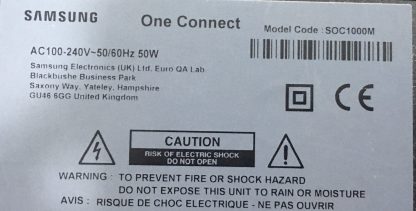 SAMSUNG One Connect Model Code : SOC1000M
AC100-240V~50/60Hz 50W
Samsung Electronics (UK) Ltd. Euro QA Lab
Blackbushe Business Park
Saxony Way, Yateley, Hampshire
GU46 6GG United Kingdom
CE
CAUTION
RISK OF ELECTRIC SHOCK
DO NOT OPEN
WARNING : TO PREVENT FIRE OR SHOCK HAZARD
DO NOT EXPOSE THIS UNIT TO RAIN OR MOISTURE
AVIS : RISQUE DE CHOC ELECTRIQUE - NE PAS OUVRIR